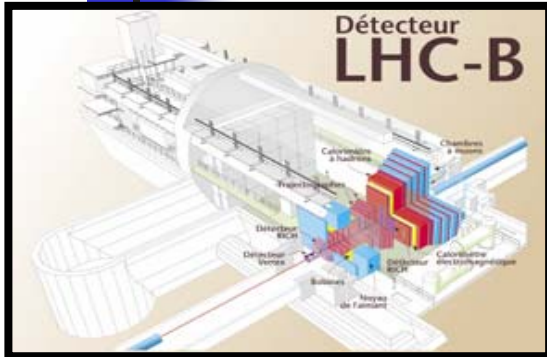 Détecteur
LHC-B
Calorimètre
à hadrons
Chambres
à muons
Trajectographes
Détecteur
RICH
Détecteur
Vertex
Bobines
Noyau
de l'aimant
Détecteur
RICH
Calorimètre
électromagnétique